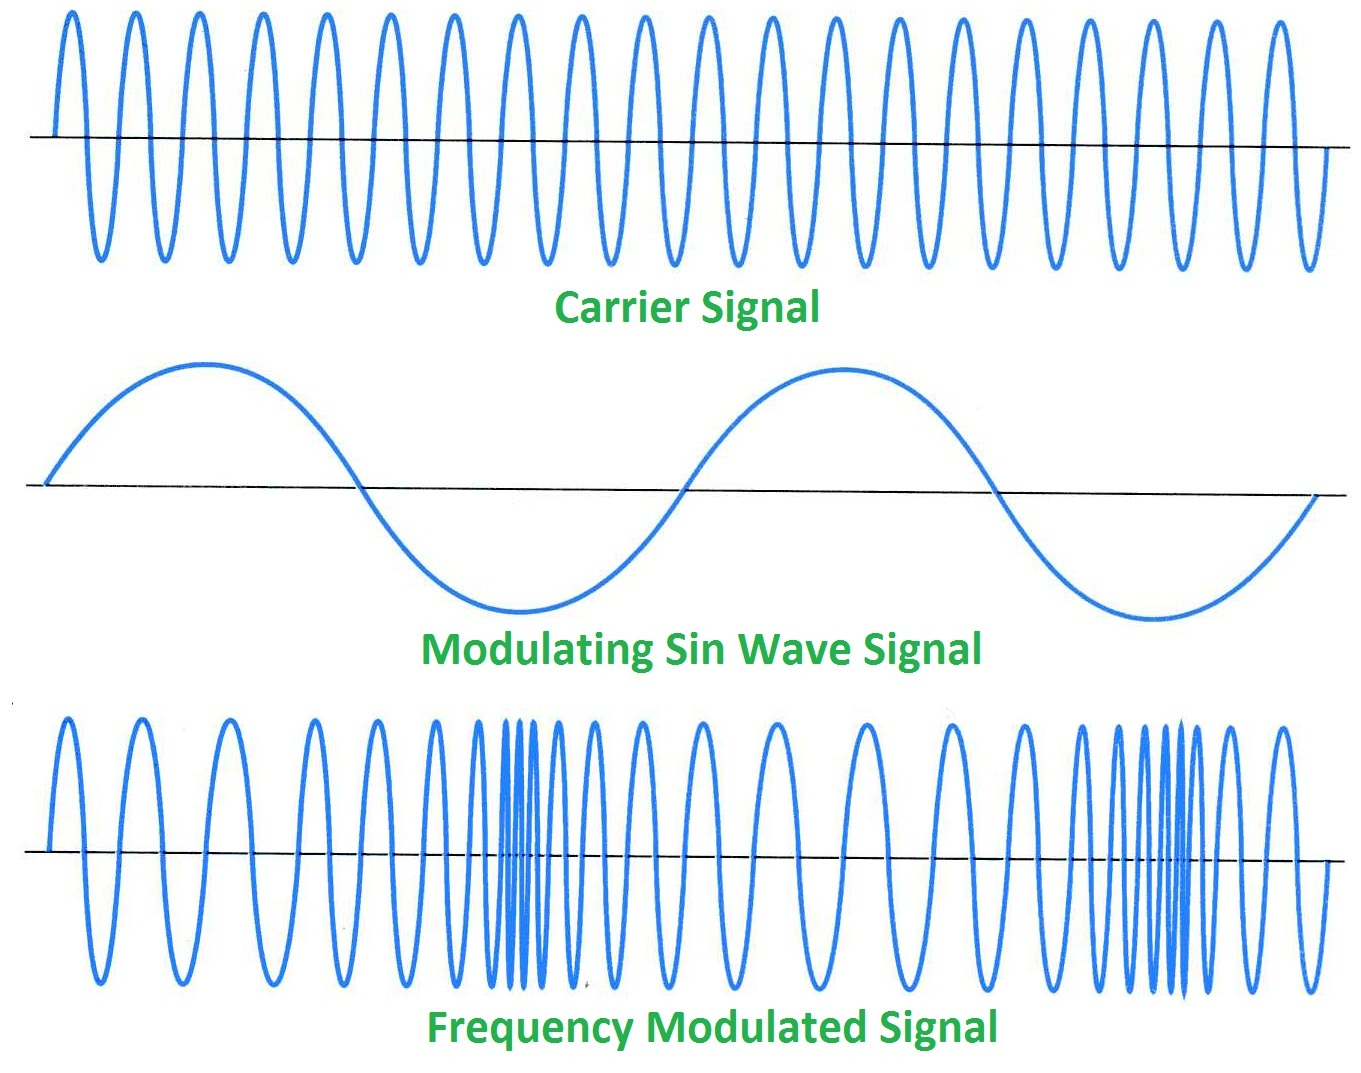 Carrier Signal
Modulating Sin Wave Signal
Frequency Modulated Signal